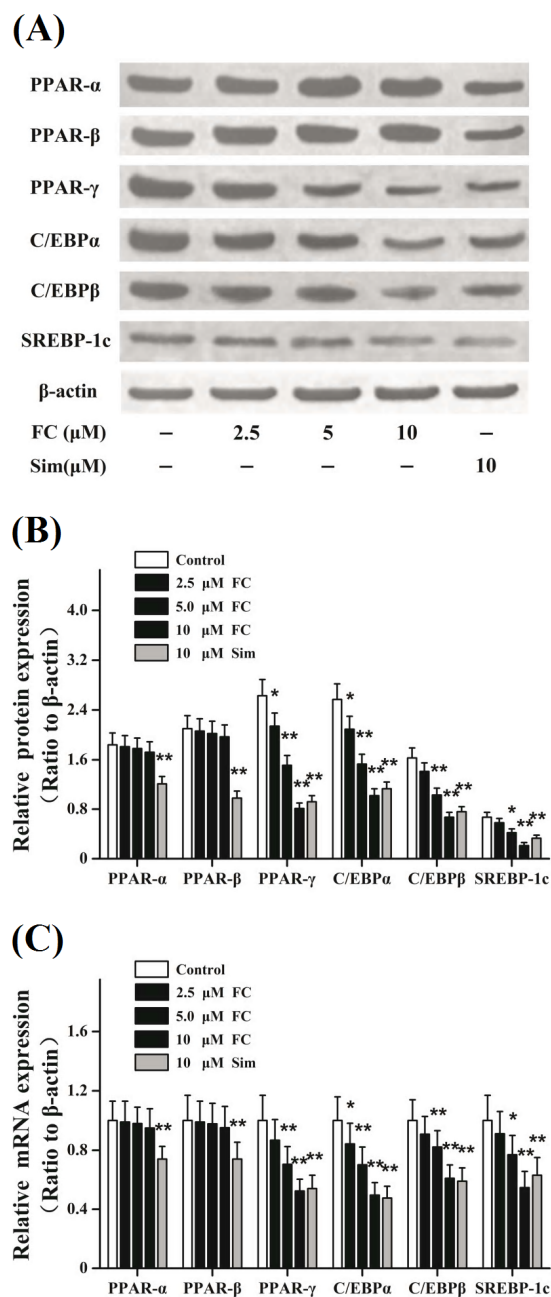 (A)
PPAR-α
PPAR-β
PPAR-γ
C/EBPα
C/EBPβ
SREBP-1c
β-actin
FC (μM) – 2.5 5 10 –
Sim(μM) – – – – 10
(B)
Control
2.5 μM FC
5.0 μM FC
10 μM FC
10 μM Sim
Relative protein expression
(Ratio to β-actin)
4.0
3.2
2.4
1.6
0.8
0
** ** * ** ** ** * ** ** ** ** ** ** * ** **
PPAR-α PPAR-β PPAR-γ C/EBPα C/EBPβ SREBP-1c
(C)
Control
2.5 μM FC
5.0 μM FC
10 μM FC
10 μM Sim
Relative mRNA expression
(Ratio to β-actin)
1.6
1.2
0.8
0.4
0
** ** ** ** ** * ** ** ** ** ** ** * ** **
PPAR-α PPAR-β PPAR-γ C/EBPα C/EBPβ SREBP-1c